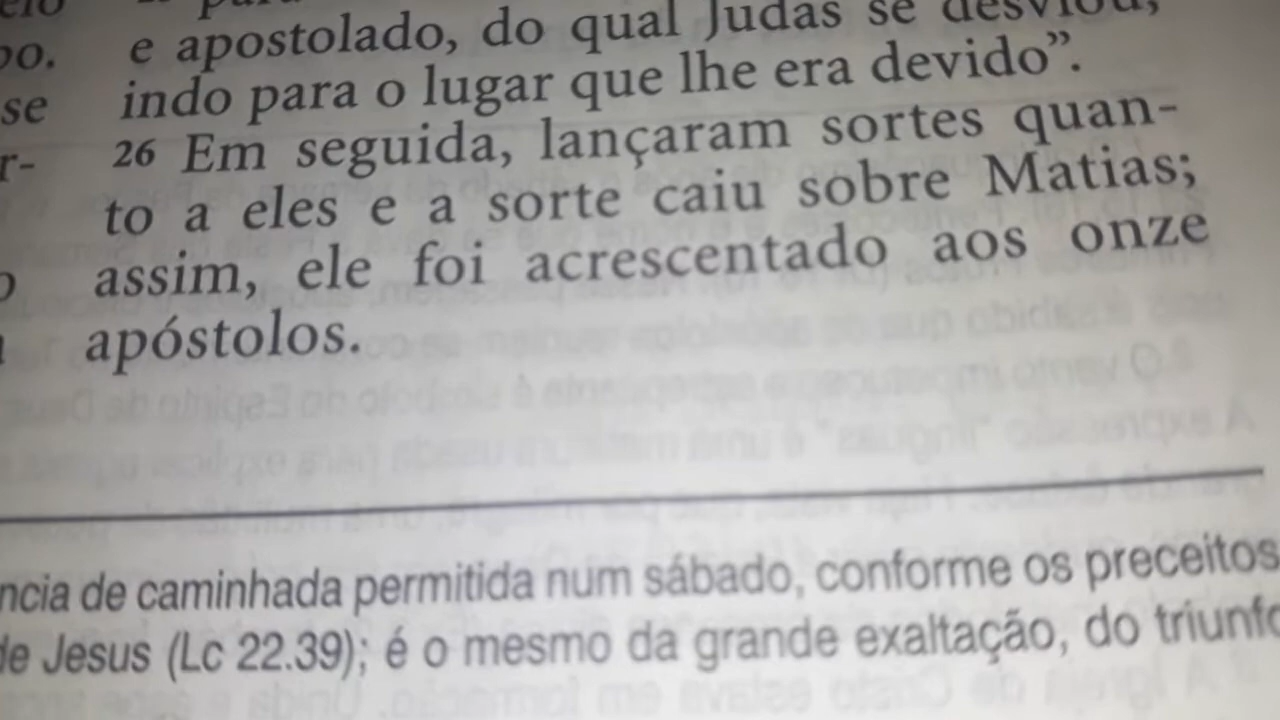 e apostolado, do qual Judas se desviou,
indo para o lugar que lhe era devido”.
26 Em seguida, lançaram sortes quan-
to a eles e a sorte caiu sobre Matias;
assim, ele foi acrescentado aos onze
apóstolos.
po.
se
r-
ncia de caminhada permitida num sábado, conforme os preceitos
de Jesus (Lc 22.39); é o mesmo da grande exaltação, do triunfo